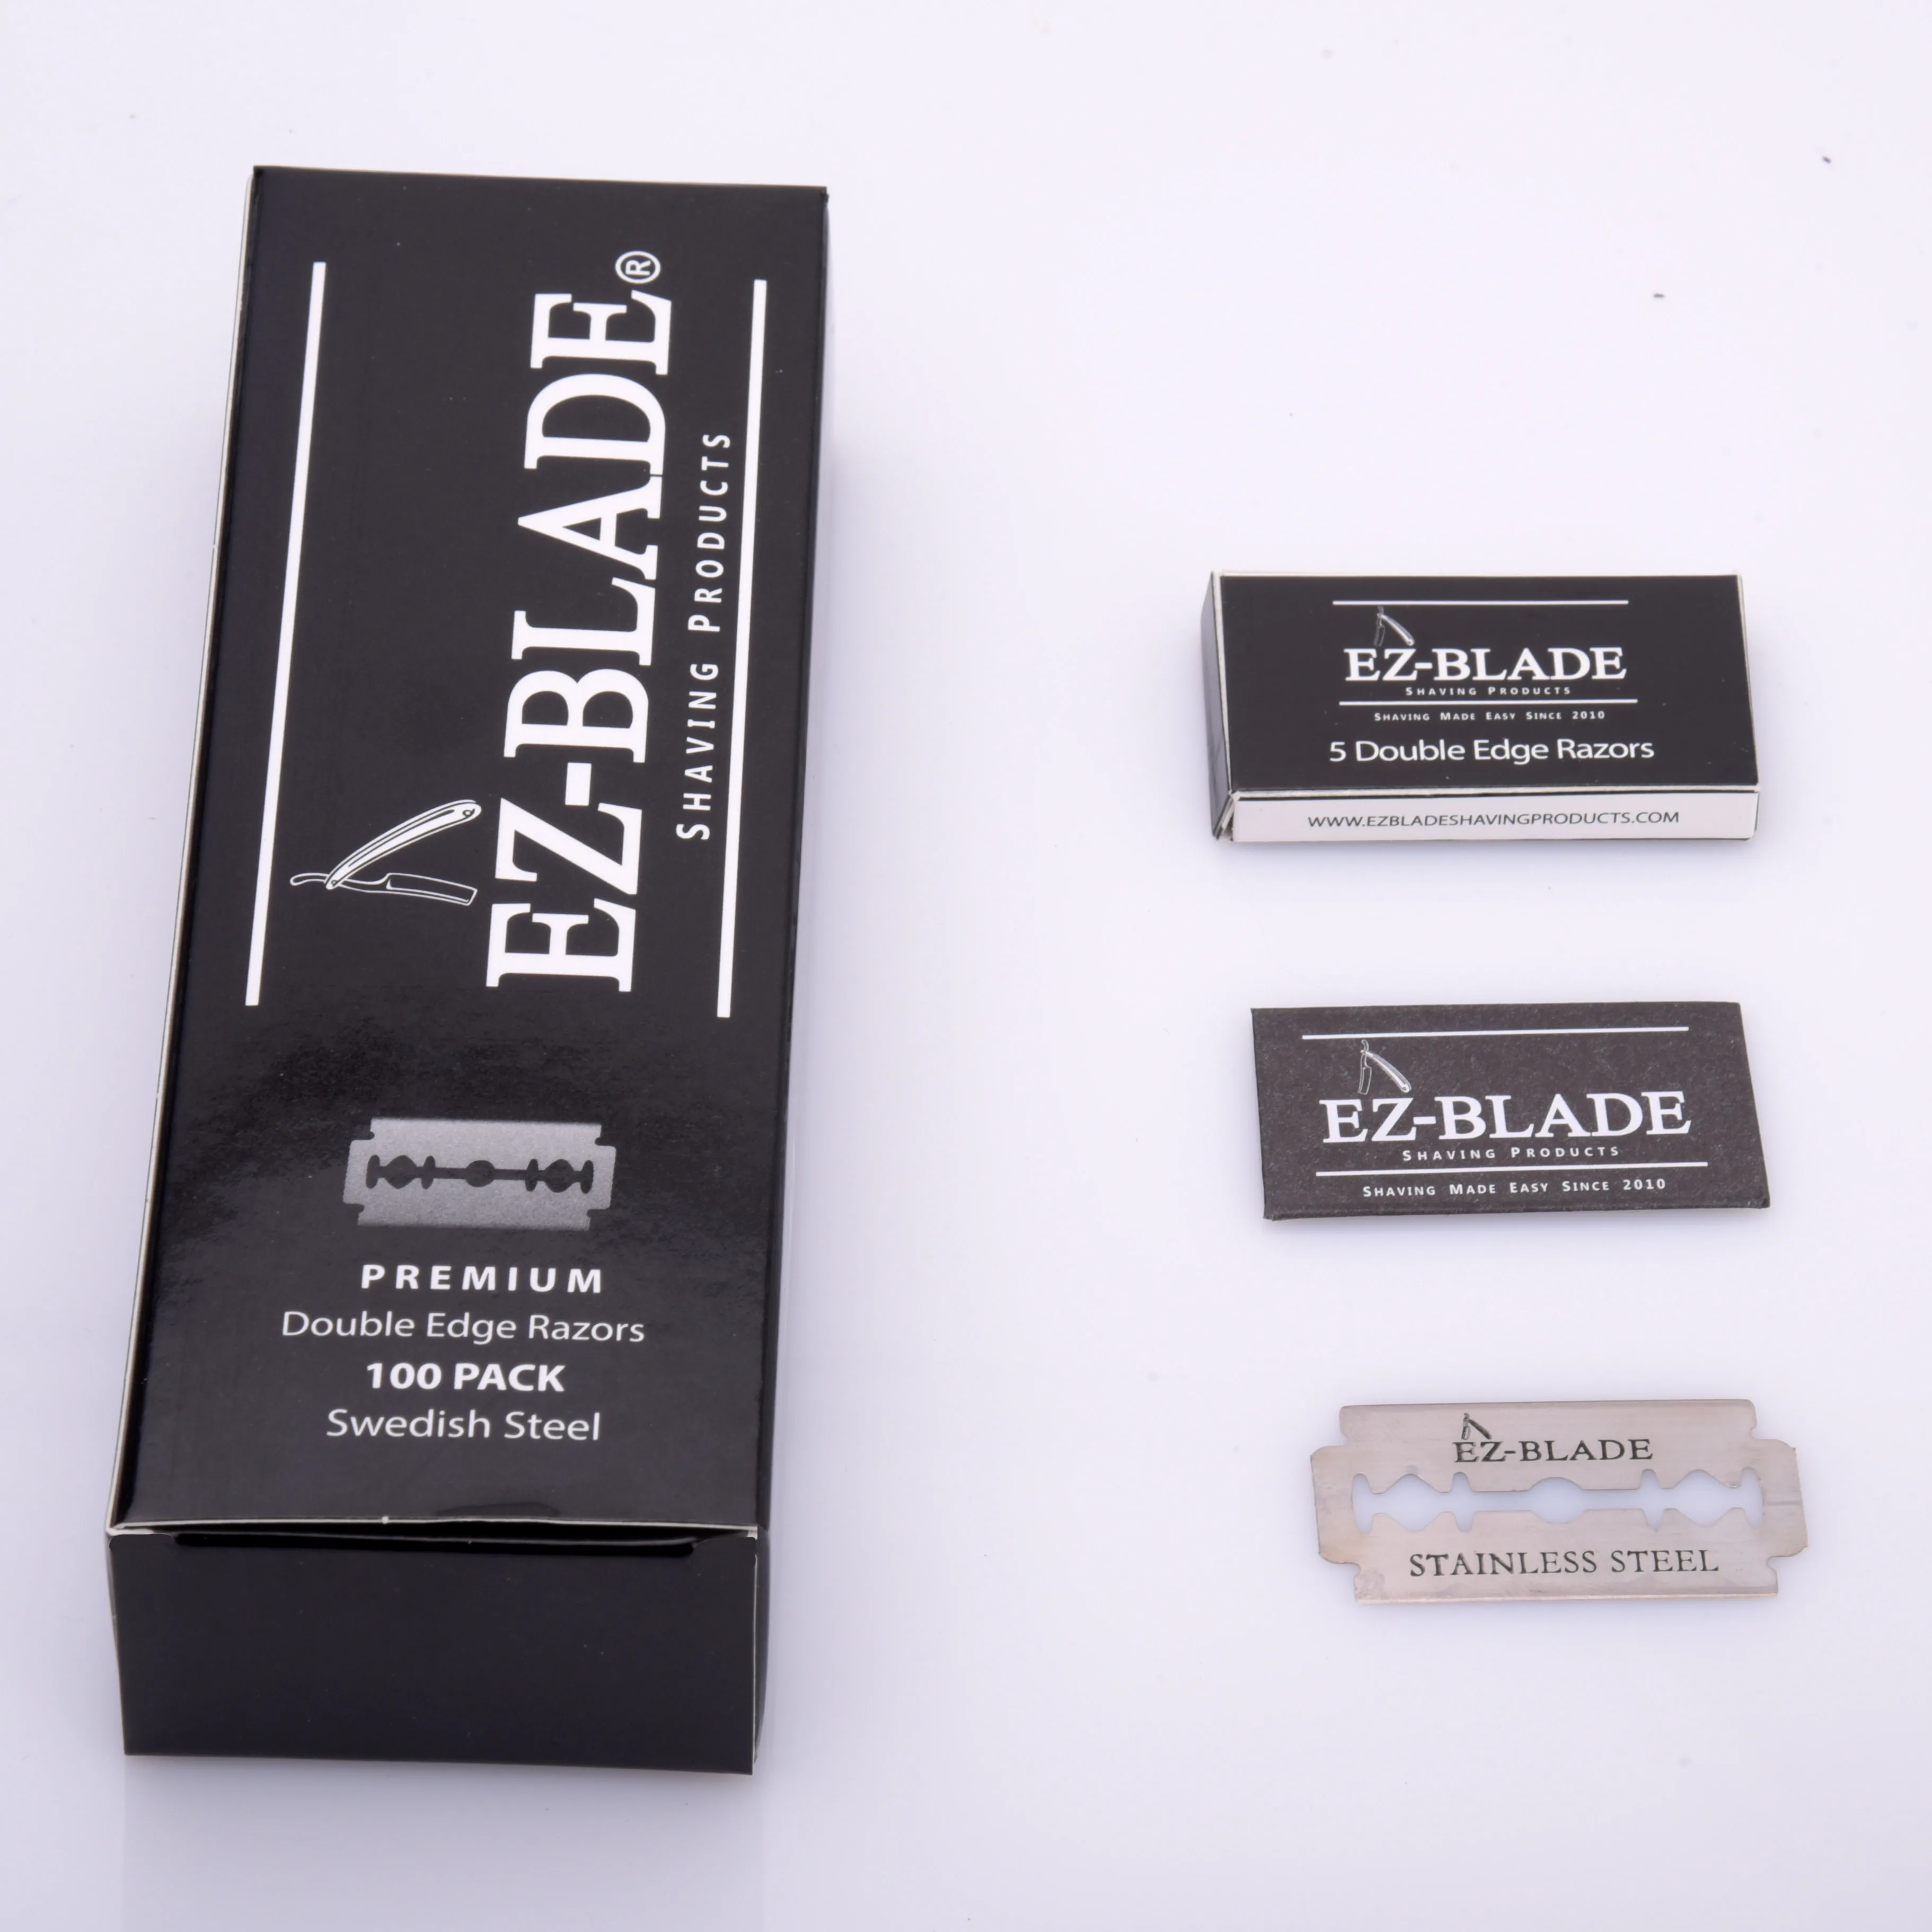 EZ-BLADE®
SHAVING PRODUCTS
PREMIUM
Double Edge Razors
100 PACK
Swedish Steel
EZ-BLADE
SHAVING PRODUCTS
SHAVING MADE EASY SINCE 2010
5 Double Edge Razors
WWW.EZBLADESHAVINGPRODUCTS.COM
EZ-BLADE
SHAVING PRODUCTS
SHAVING MADE EASY SINCE 2010
EZ-BLADE
STAINLESS STEEL